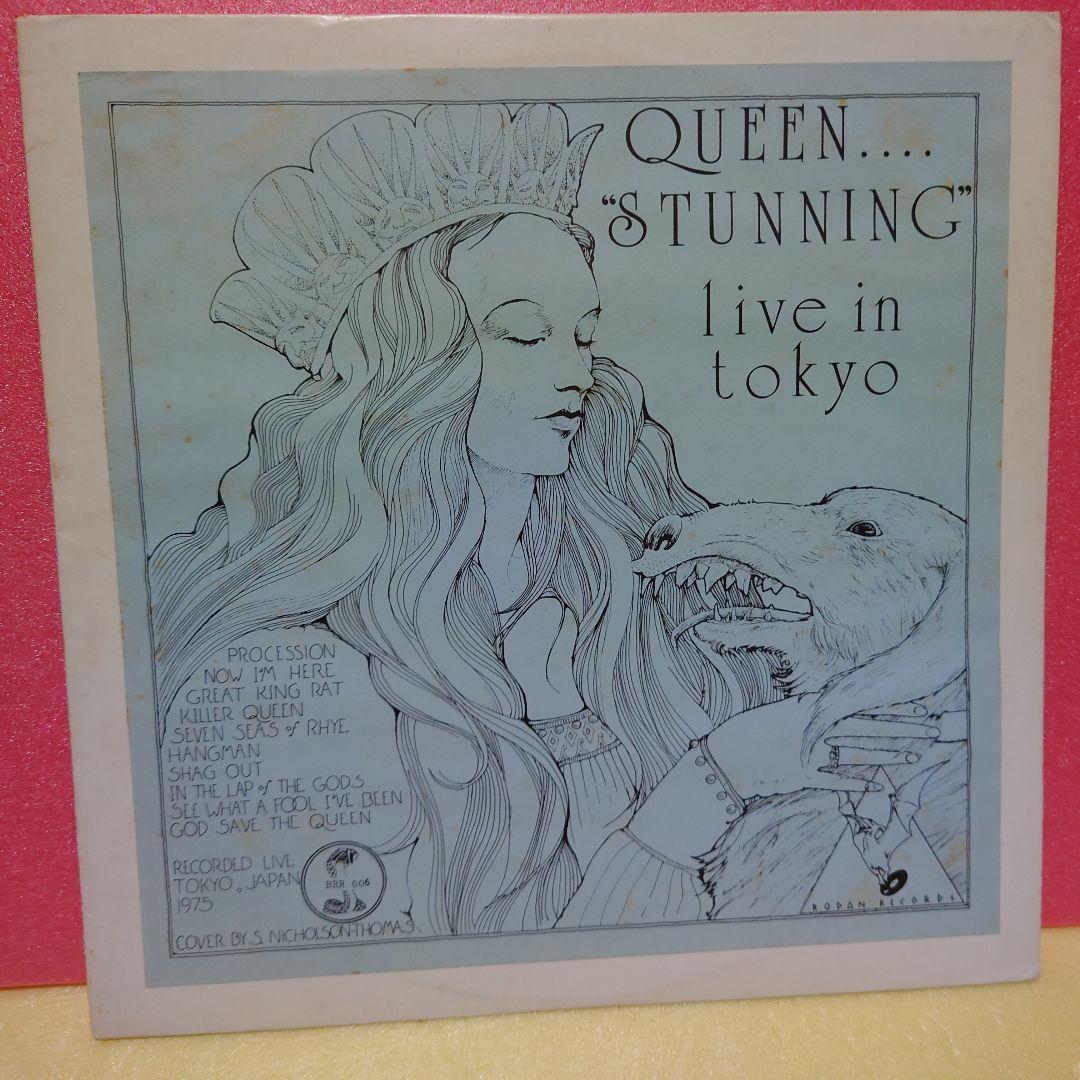 QUEEN....
"STUNNING"
live in
tokyo
PROCESSION
NOW I'M HERE
GREAT KING RAT
KILLER QUEEN
SEVEN SEAS of RHYE
HANGMAN
SHAG OUT
IN THE LAP of THE GODS
SEE WHAT A FOOL I'VE BEEN
GOD SAVE THE QUEEN
RECORDED LIVE
TOKYO, JAPAN
1975
BRR 006
COVER BY S. NICHOLSON-THOMAS
RODAN RECORDS